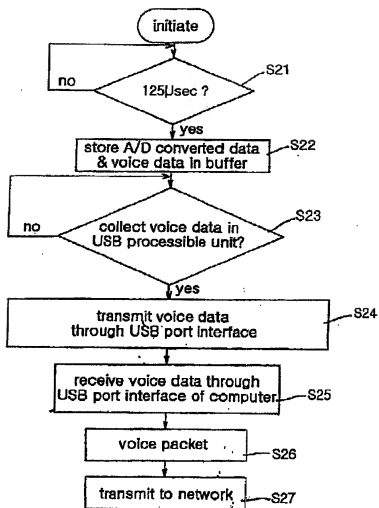 initiate
S21
no
125μsec ?
yes
store A/D converted data
& voice data in buffer
S22
S23
no
collect voice data in
USB processible unit?
yes
transmit voice data
through USB port interface
S24
receive voice data through
USB port interface of computer
S25
voice packet
S26
transmit to network
S27